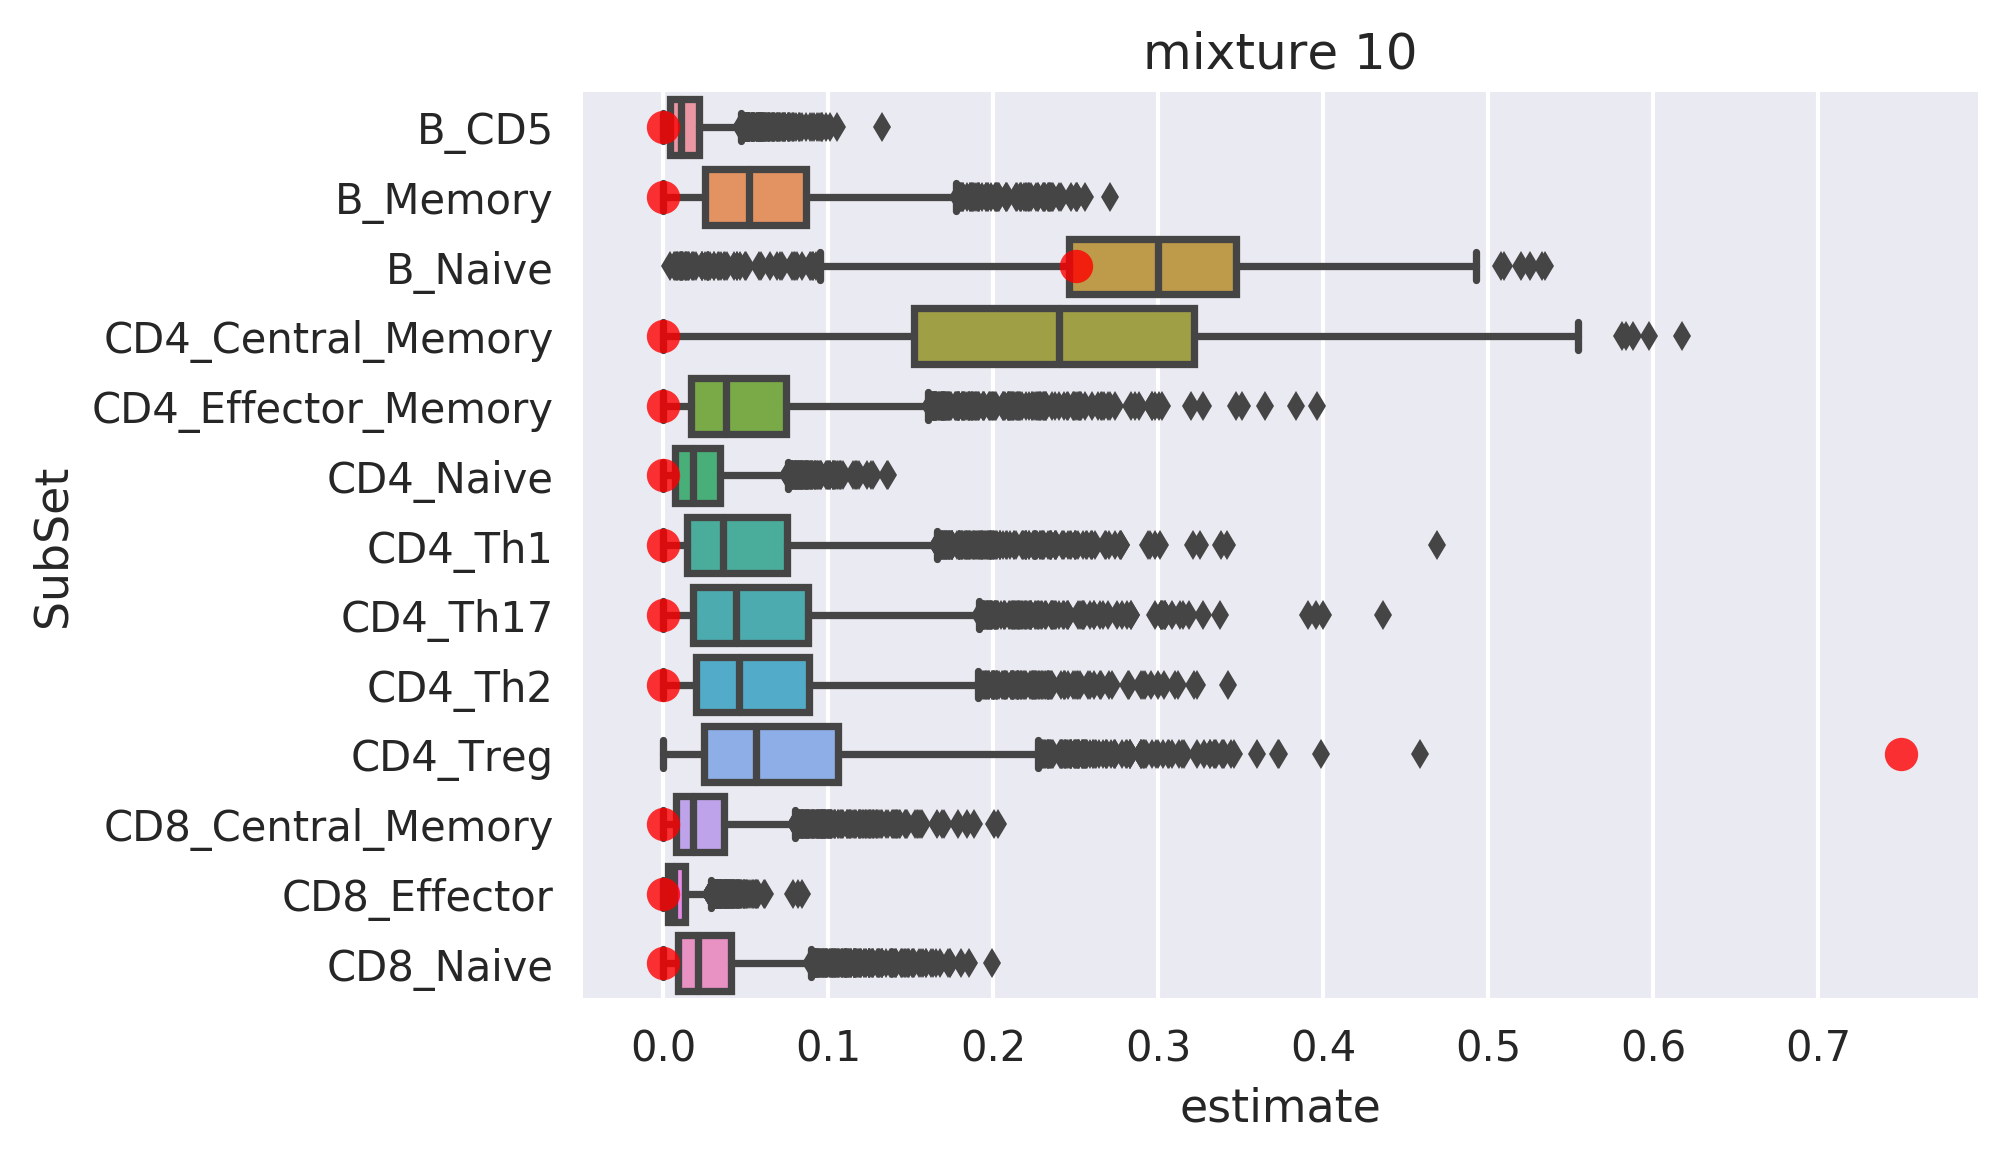 mixture 10
B_CD5
B_Memory
B_Naive
CD4_Central_Memory
CD4_Effector_Memory
CD4_Naive
CD4_Th1
CD4_Th17
CD4_Th2
CD4_Treg
CD8_Central_Memory
CD8_Effector
CD8_Naive
SubSet
0.0 0.1 0.2 0.3 0.4 0.5 0.6 0.7
estimate